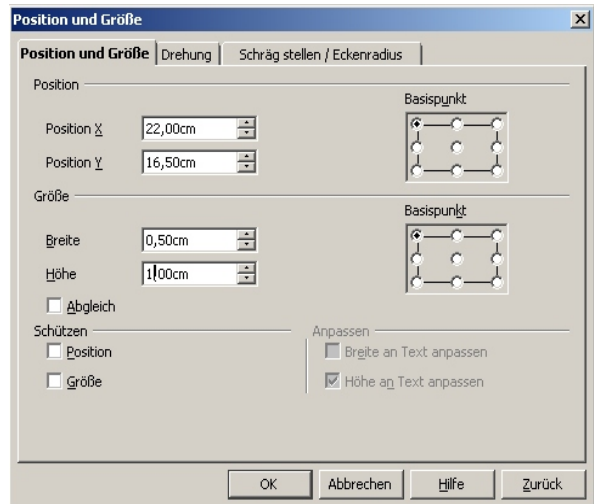 Position und Größe
Position und Größe Drehung Schräg stellen / Eckenradius
Position
Basispunkt
Position X 22,00cm
Position Y 16,50cm
Größe
Basispunkt
Breite 0,50cm
Höhe 1,00cm
Abgleich
Schützen Anpassen
Position Breite an Text anpassen
Größe Höhe an Text anpassen
OK Abbrechen Hilfe Zurück